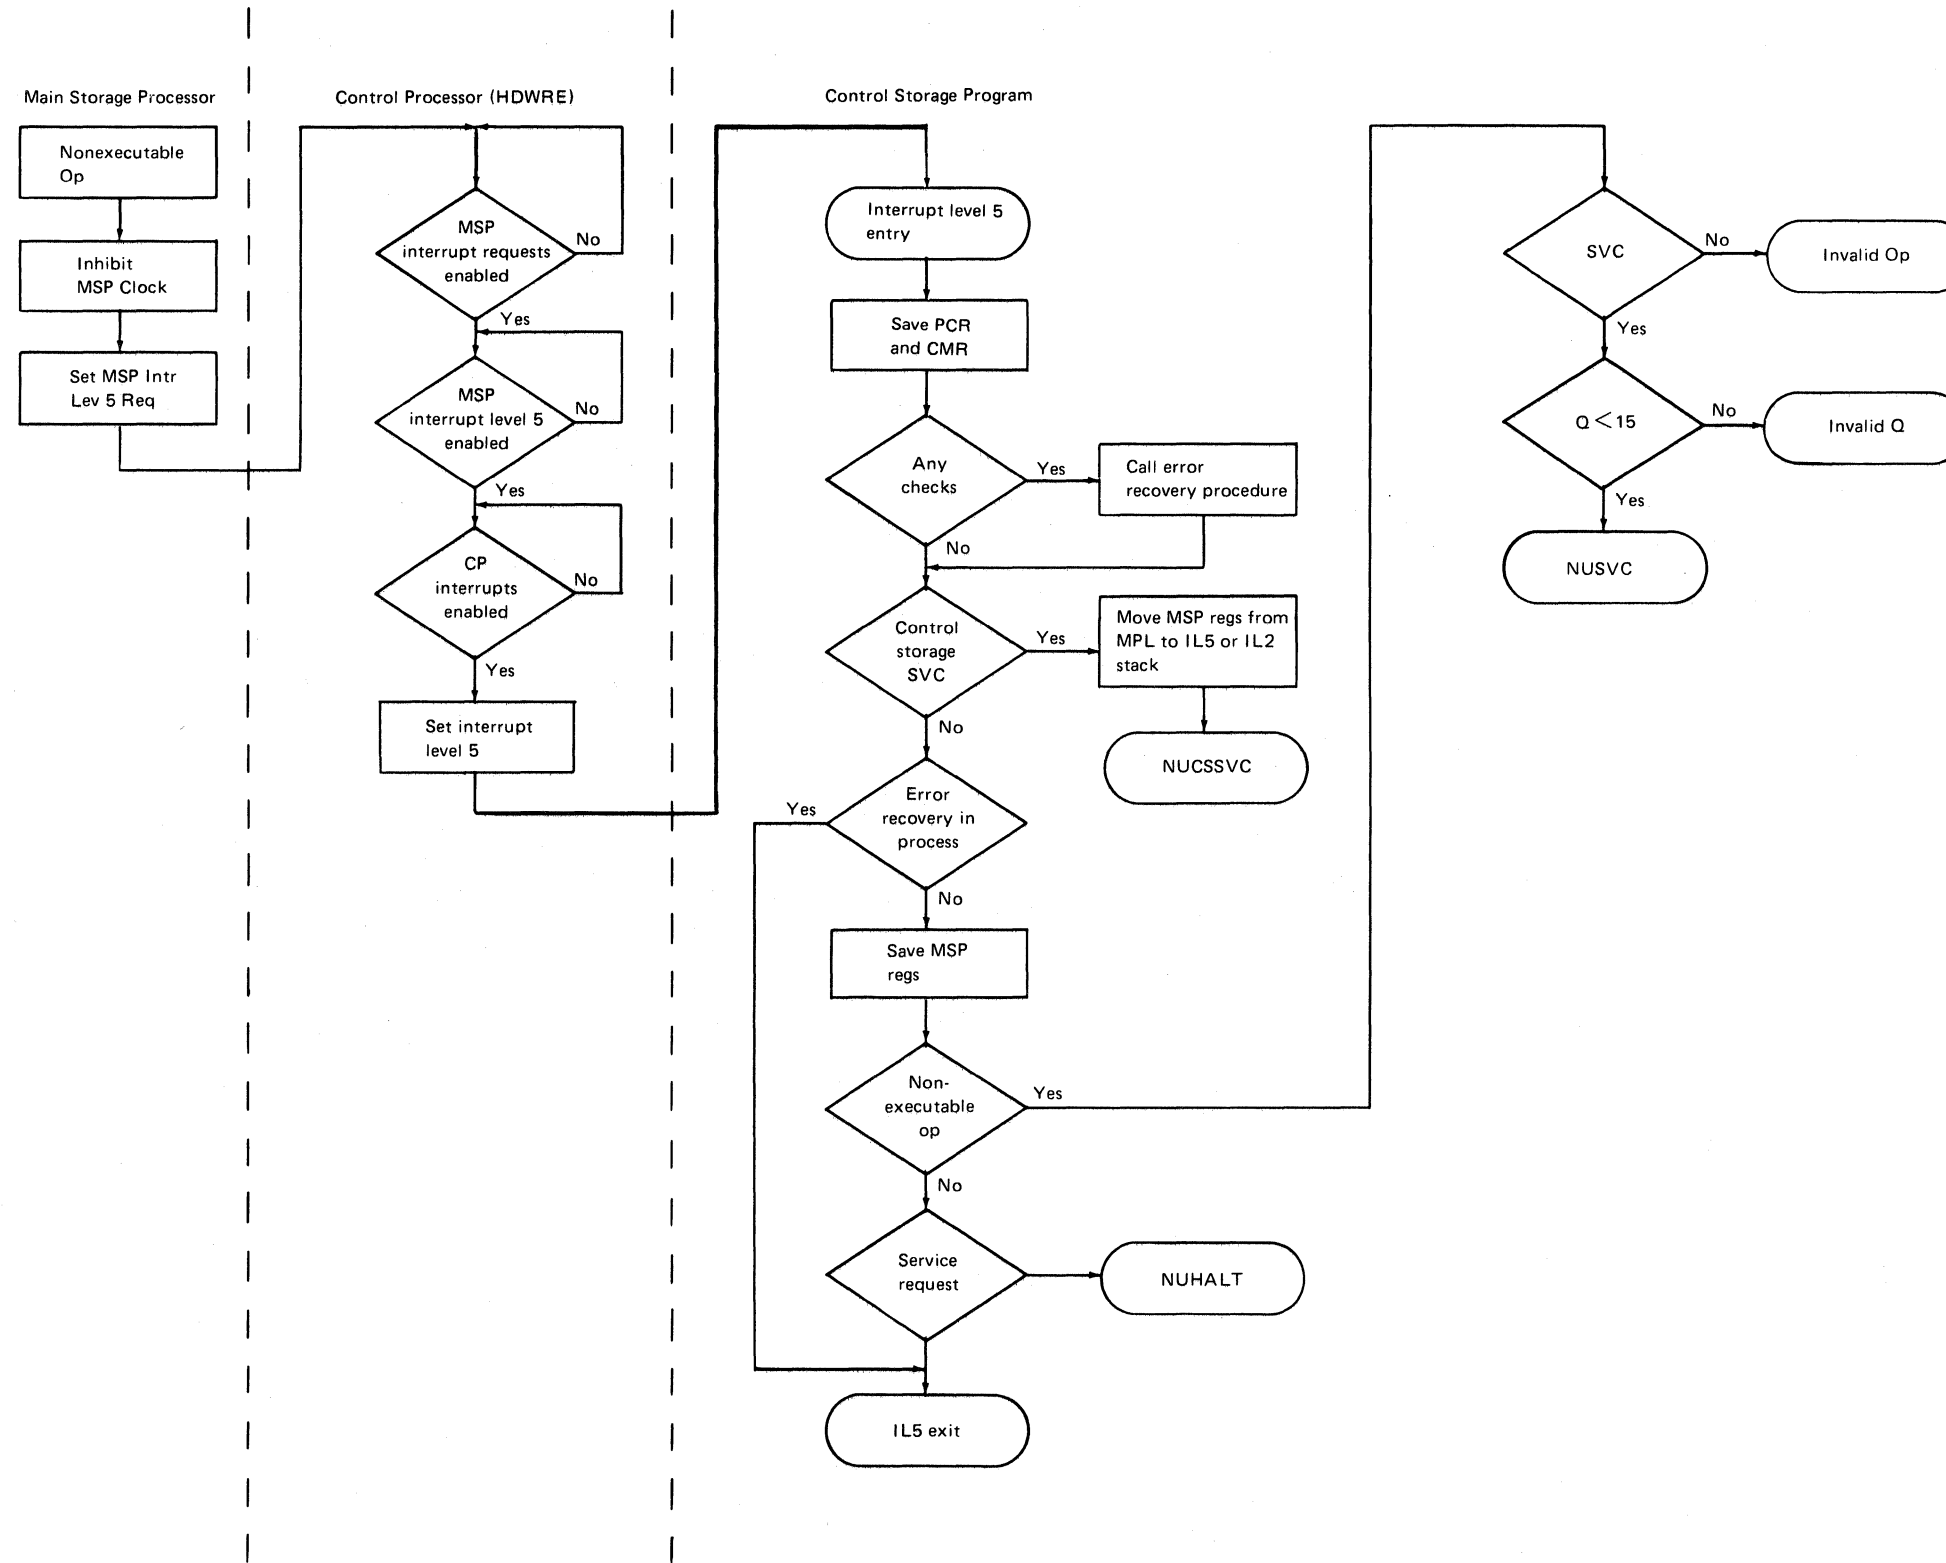 Main Storage Processor
Nonexecutable
Op
Inhibit
MSP Clock
Set MSP Intr
Lev 5 Req
Control Processor (HDWRE)
MSP
interrupt requests
enabled
No
Yes
MSP
interrupt level 5
enabled
No
Yes
CP
interrupts
enabled
No
Yes
Set interrupt
level 5
Control Storage Program
Interrupt level 5
entry
Save PCR
and CMR
Any
checks
Yes
Call error
recovery procedure
No
Control
storage
SVC
Yes
Move MSP regs from
MPL to IL5 or IL2
stack
NUCSSVC
No
Error
recovery in
process
Yes
No
Save MSP
regs
Non-
executable
op
Yes
No
Service
request
NUHALT
IL5 exit
SVC
No
Invalid Op
Yes
Q < 15
No
Invalid Q
Yes
NUSVC